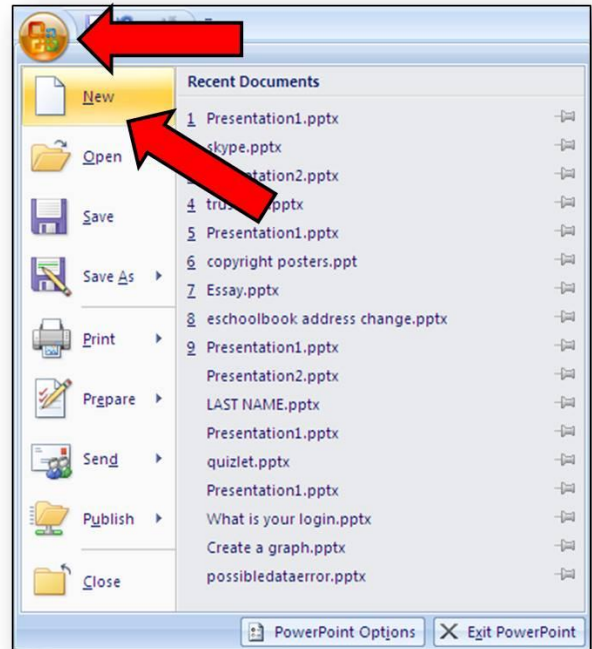 New
Open
Save
Save As
Print
Prepare
Send
Publish
Close
Recent Documents
1 Presentation1.pptx
skype.pptx
tation2.pptx
4 tru pptx
5 Presentation1.pptx
6 copyright posters.ppt
7 Essay.pptx
8 eschoolbook address change.pptx
9 Presentation1.pptx
Presentation2.pptx
LAST NAME.pptx
Presentation1.pptx
quizlet.pptx
Presentation1.pptx
What is your login.pptx
Create a graph.pptx
possibledataerror.pptx
PowerPoint Options
Exit PowerPoint